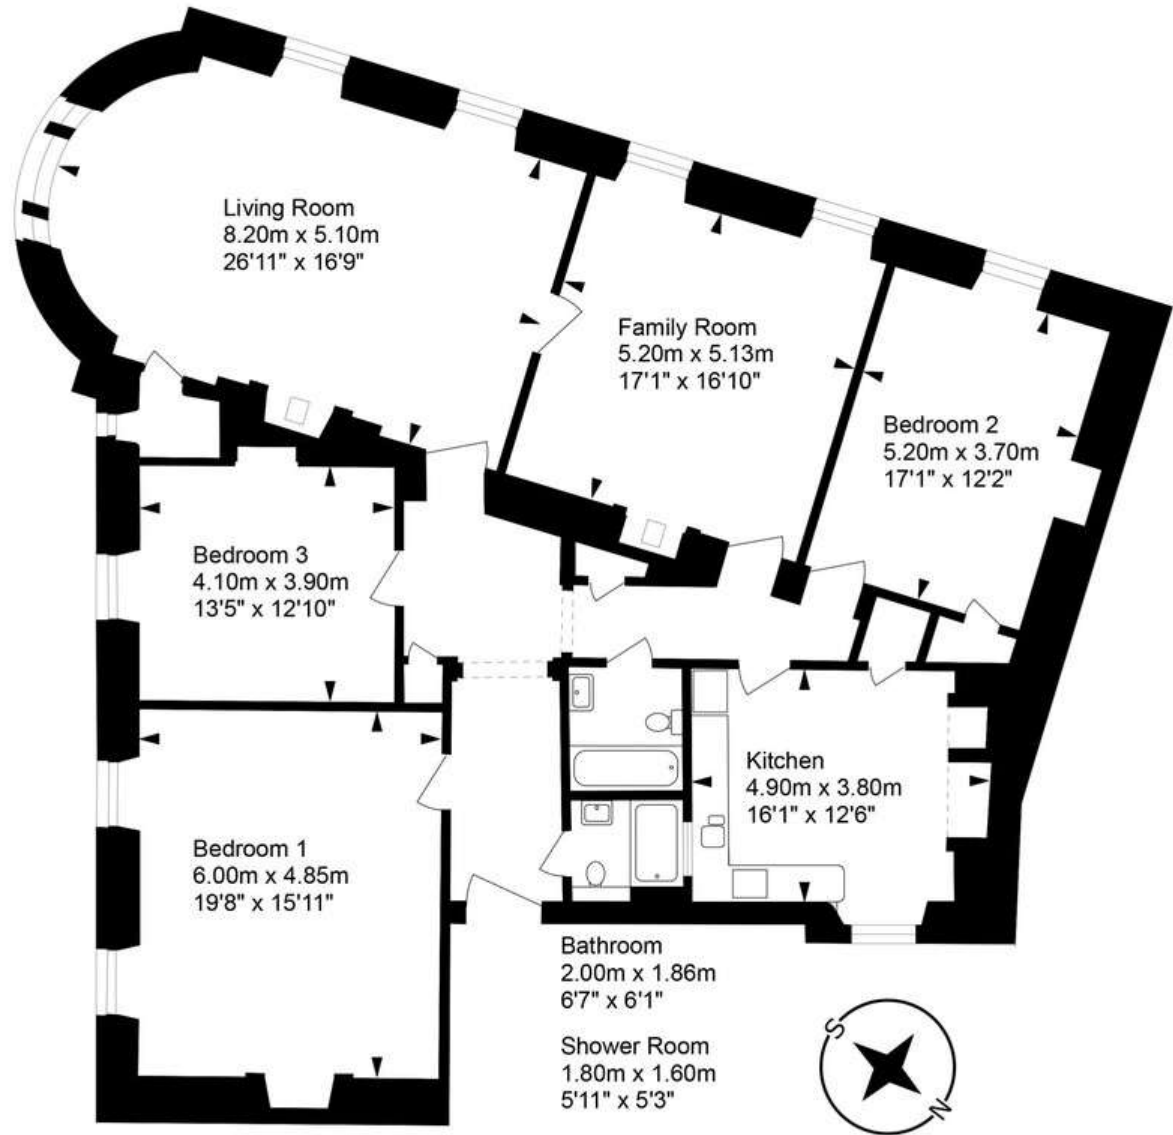 Living Room
8.20m x 5.10m
26'11" x 16'9"
Family Room
5.20m x 5.13m
17'1" x 16'10"
Bedroom 2
5.20m x 3.70m
17'1" x 12'2"
Bedroom 3
4.10m x 3.90m
13'5" x 12'10"
Kitchen
4.90m x 3.80m
16'1" x 12'6"
Bedroom 1
6.00m x 4.85m
19'8" x 15'11"
Bathroom
2.00m x 1.86m
6'7" x 6'1"
Shower Room
1.80m x 1.60m
5'11" x 5'3"
S
N